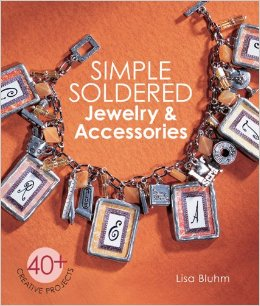 SIMPLE
SOLDERED
Jewelry &
Accessories
R
E
A
T
40+
CREATIVE PROJECTS
Lisa Bluhm